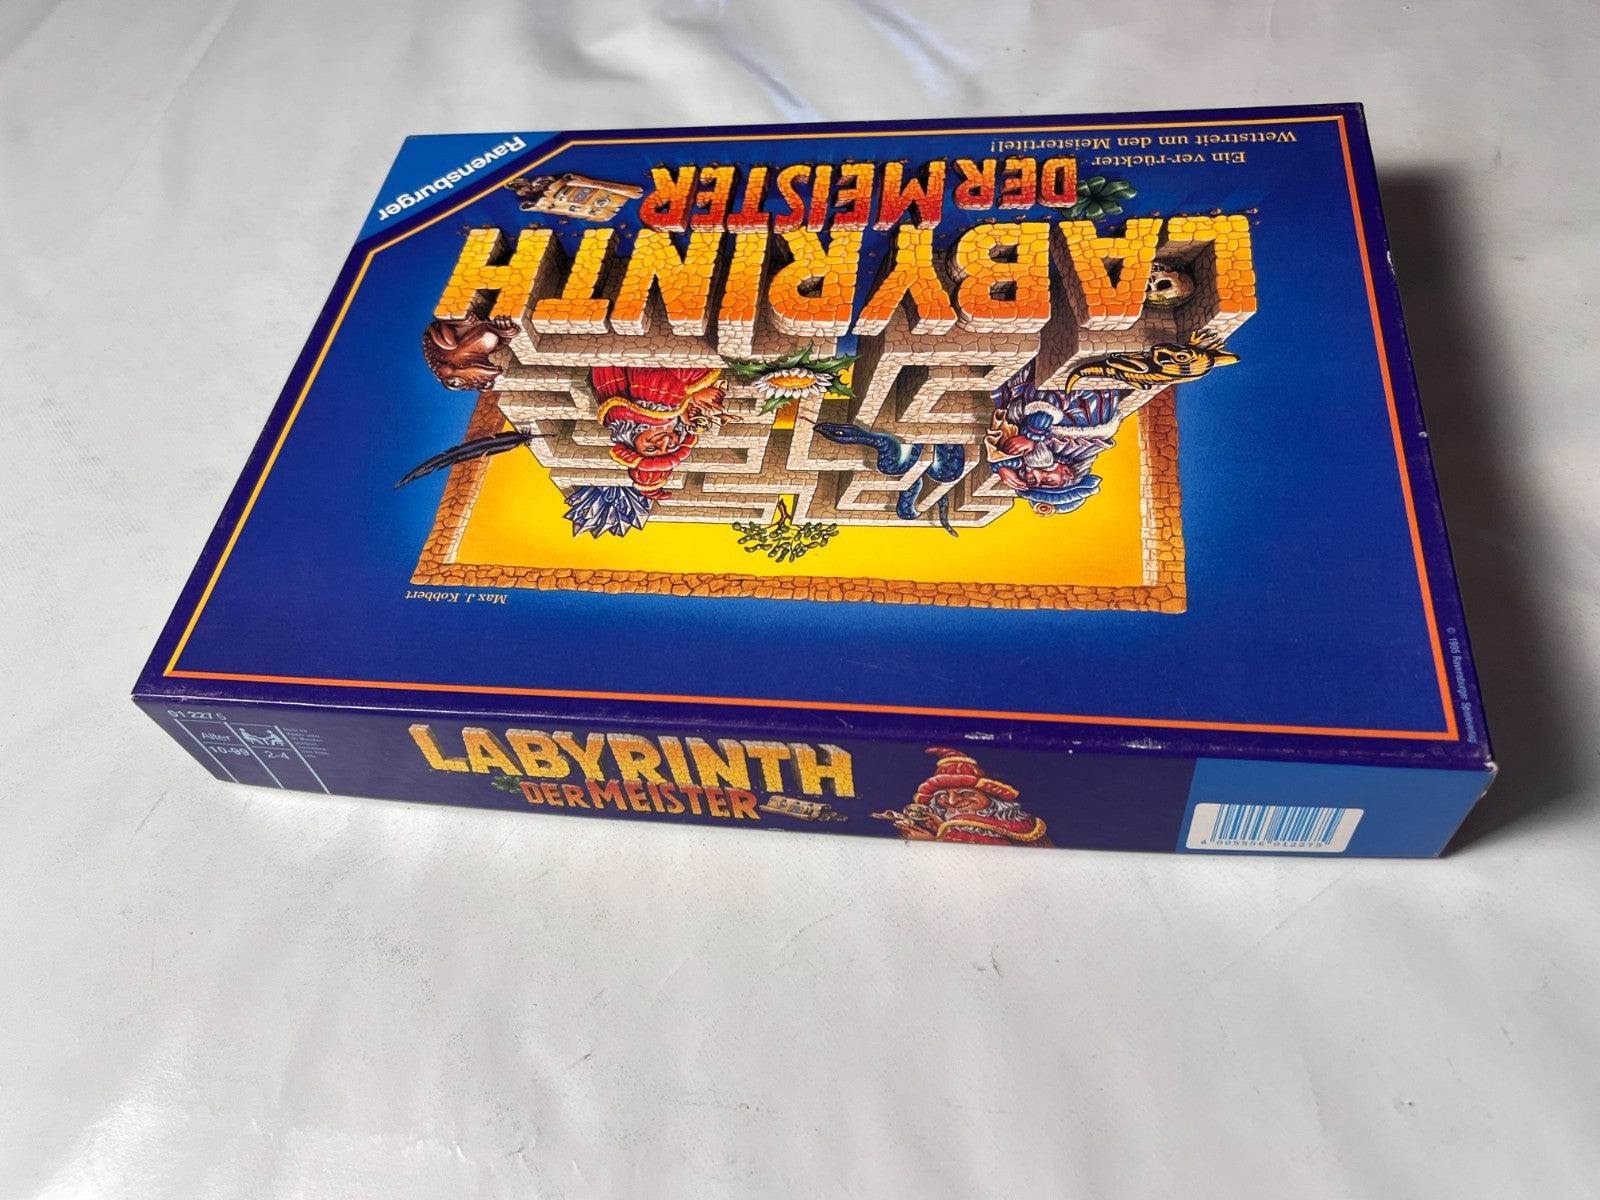 Ravensburger
Ein ver-rückter
Wettstreit um den Meistertitel!
LABYRINTH
DER MEISTER
Max J. Kobbert
© 1995 Ravensburger Spieleverlag
01 227 5
Alter
10-99
2-4
LABYRINTH
DER MEISTER
4 005556 012275